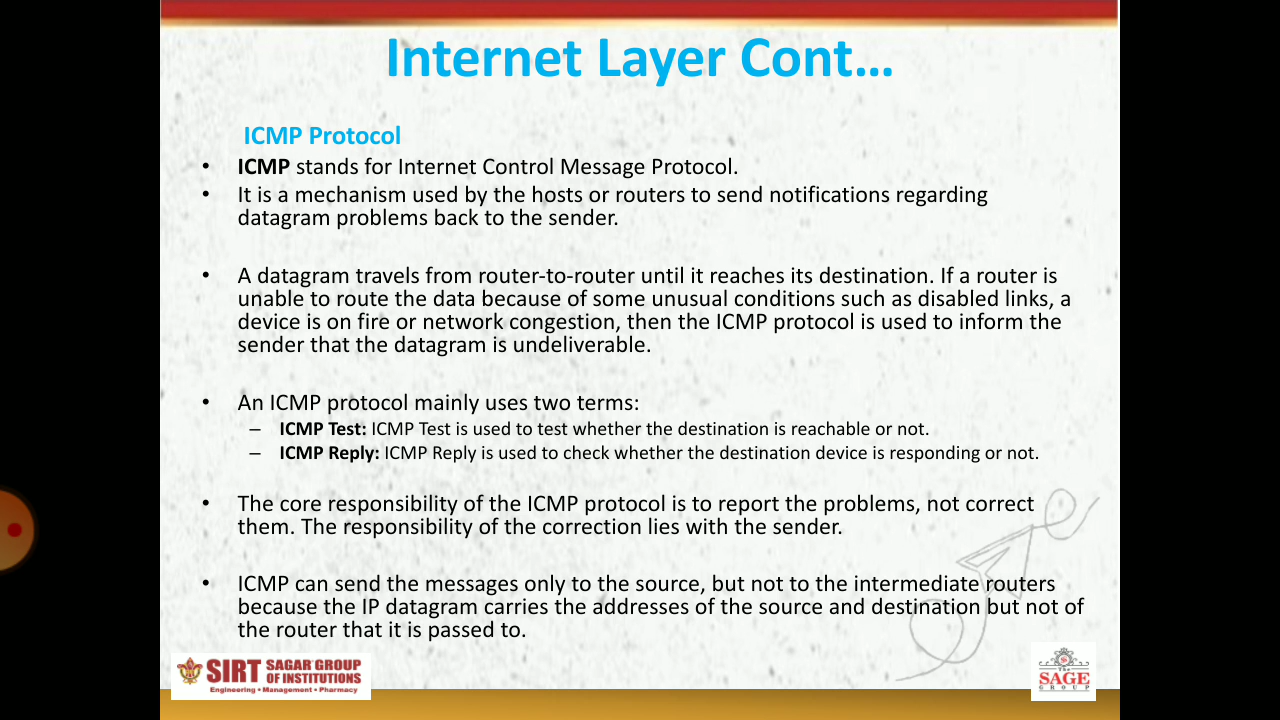 Internet Layer Cont...
ICMP Protocol
• ICMP stands for Internet Control Message Protocol.
• It is a mechanism used by the hosts or routers to send notifications regarding
datagram problems back to the sender.
• A datagram travels from router-to-router until it reaches its destination. If a router is
unable to route the data because of some unusual conditions such as disabled links, a
device is on fire or network congestion, then the ICMP protocol is used to inform the
sender that the datagram is undeliverable.
• An ICMP protocol mainly uses two terms:
– ICMP Test: ICMP Test is used to test whether the destination is reachable or not.
– ICMP Reply: ICMP Reply is used to check whether the destination device is responding or not.
• The core responsibility of the ICMP protocol is to report the problems, not correct
them. The responsibility of the correction lies with the sender.
• ICMP can send the messages only to the source, but not to the intermediate routers
because the IP datagram carries the addresses of the source and destination but not of
the router that it is passed to.
SIRT SAGAR GROUP
OF INSTITUTIONS
Engineering • Management • Pharmacy
The
SAGE
GROUP